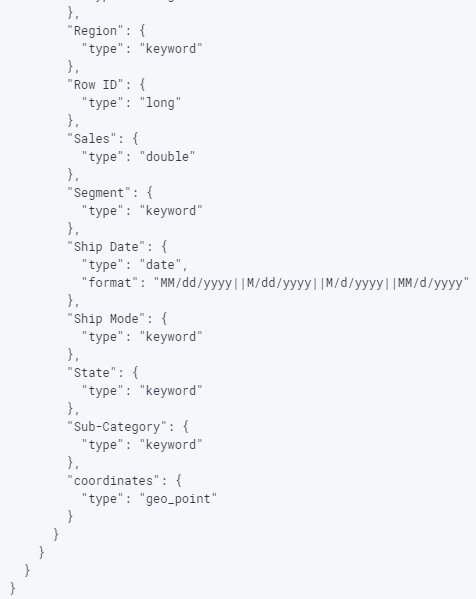 },
"Region": {
"type": "keyword"
},
"Row ID": {
"type": "long"
},
"Sales": {
"type": "double"
},
"Segment": {
"type": "keyword"
},
"Ship Date": {
"type": "date",
"format": "MM/dd/yyyy||M/dd/yyyy||M/d/yyyy||MM/d/yyyy"
},
"Ship Mode": {
"type": "keyword"
},
"State": {
"type": "keyword"
},
"Sub-Category": {
"type": "keyword"
},
"coordinates": {
"type": "geo_point"
}
}
}
}
}